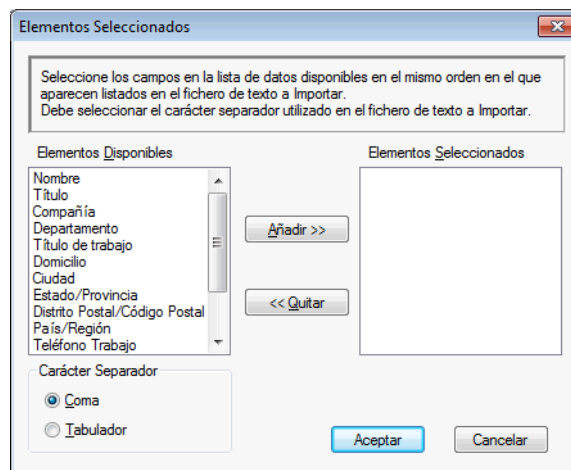 Elementos Seleccionados
Seleccione los campos en la lista de datos disponibles en el mismo orden en el que
aparecen listados en el fichero de texto a Importar.
Debe seleccionar el carácter separador utilizado en el fichero de texto a Importar.
Elementos Disponibles
Elementos Seleccionados
Nombre
Título
Compañía
Departamento
Título de trabajo
Domicilio
Ciudad
Estado/Provincia
Distrito Postal/Código Postal
País/Región
Teléfono Trabajo
Añadir >>
<< Quitar
Carácter Separador
Coma
Tabulador
Aceptar
Cancelar